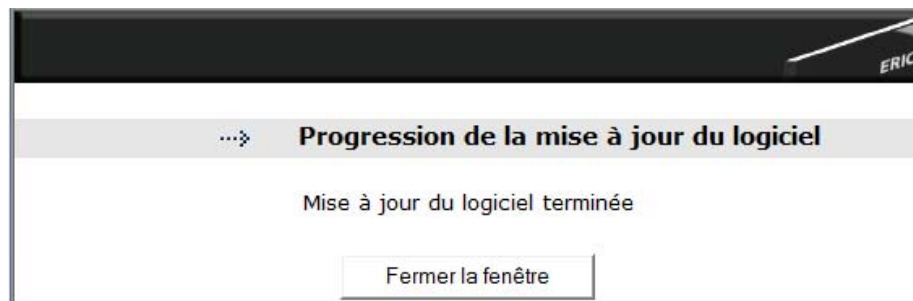 Progression de la mise à jour du logiciel
Mise à jour du logiciel terminée
Fermer la fenêtre